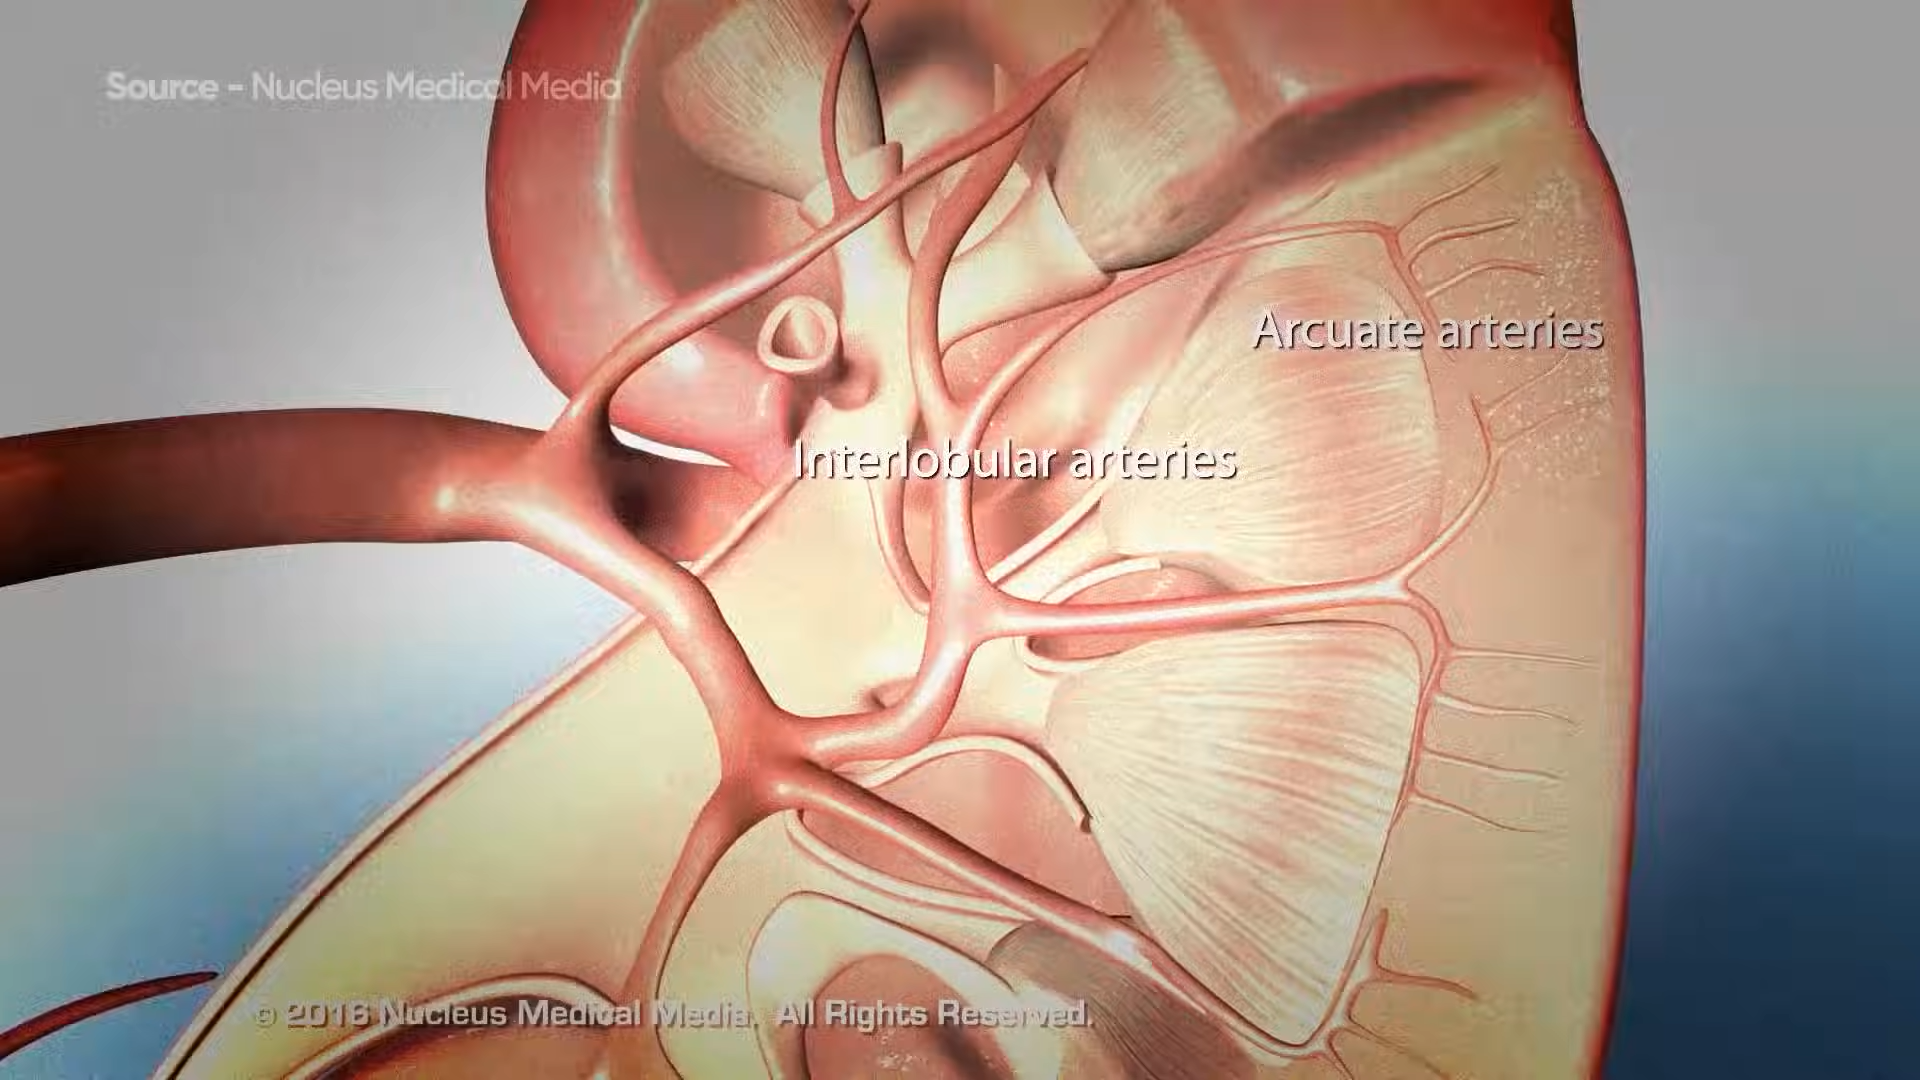 Source - Nucleus Medical Media
Arcuate arteries
Interlobular arteries
© 2016 Nucleus Medical Media. All Rights Reserved.